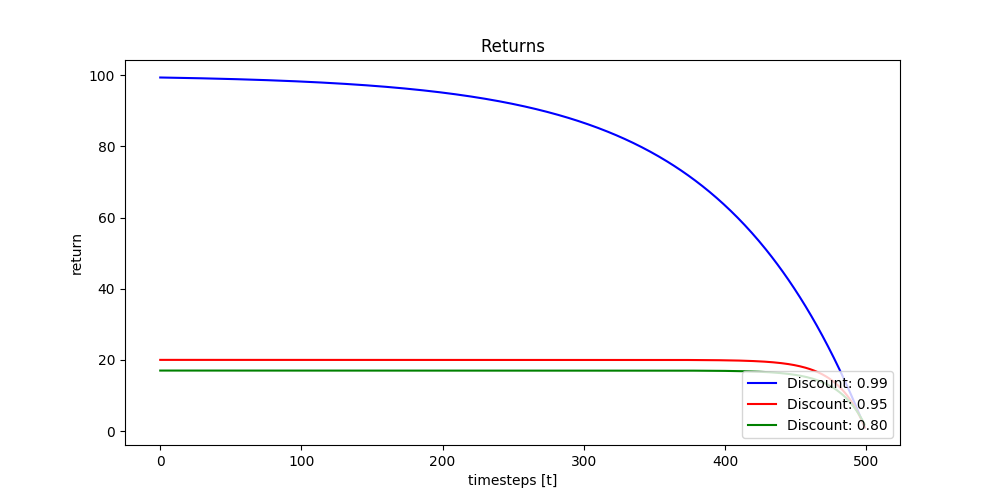 Returns
return
100
80
60
40
20
0
0 100 200 300 400 500
timesteps [t]
Discount: 0.99
Discount: 0.95
Discount: 0.80